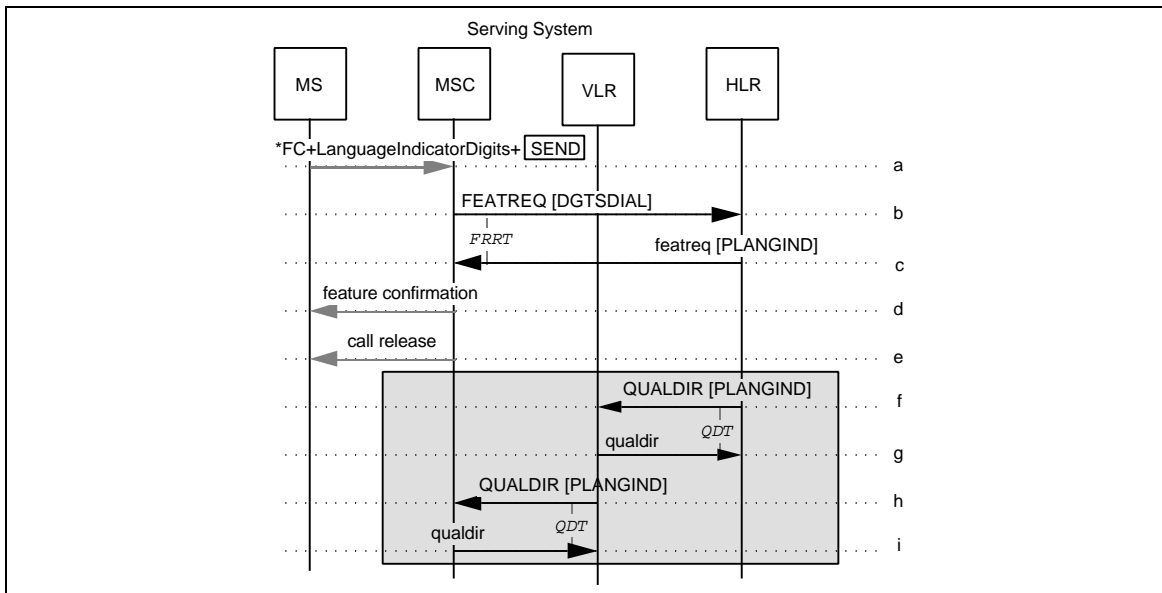 Serving System
MS
MSC
VLR
HLR
*FC+LanguageIndicatorDigits+ SEND
a
FEATREQ [DGTSDIAL]
b
FRRT
featreq [PLANGIND]
c
feature confirmation
d
call release
e
QUALDIR [PLANGIND]
f
QDT
qualdir
g
QUALDIR [PLANGIND]
h
QDT
qualdir
i